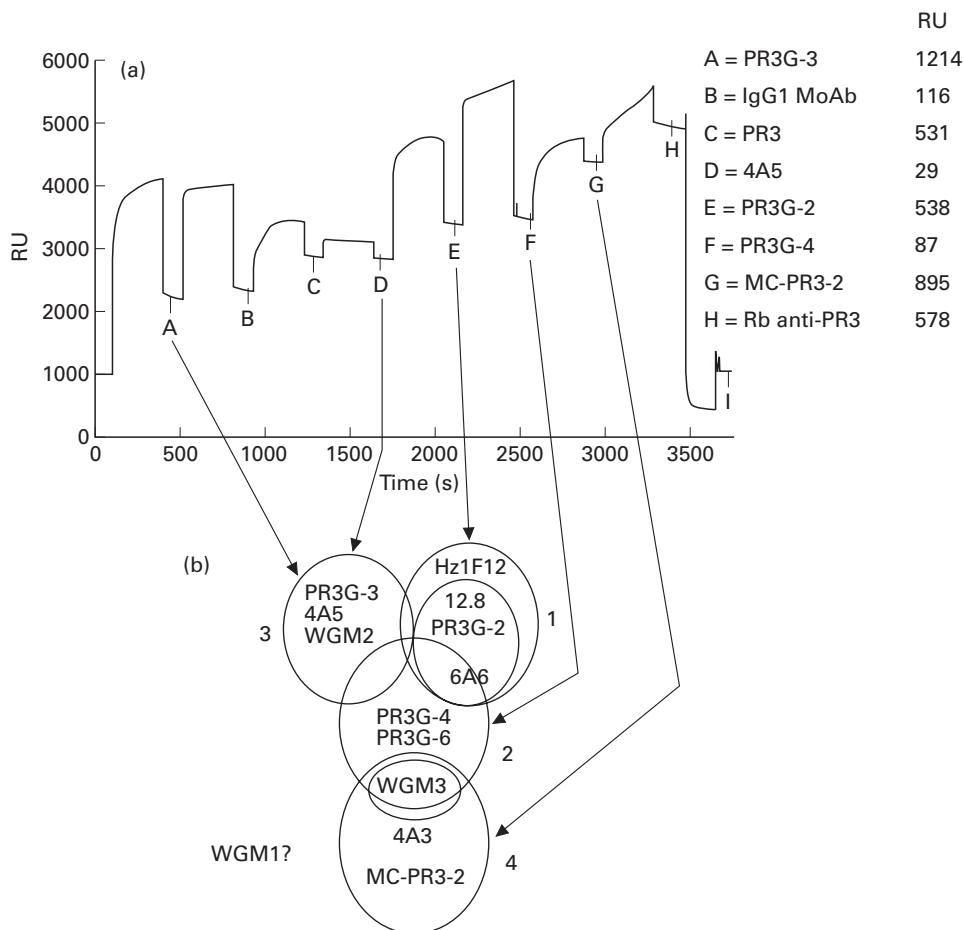 (a)
RU
6000
5000
4000
3000
2000
1000
0
0 500 1000 1500 2000 2500 3000 3500
Time (s)
A
B
C
D
E
F
G
H
I
RU
A = PR3G-3 1214
B = IgG1 MoAb 116
C = PR3 531
D = 4A5 29
E = PR3G-2 538
F = PR3G-4 87
G = MC-PR3-2 895
H = Rb anti-PR3 578
(b)
PR3G-3
4A5
WGM2
3
Hz1F12
12.8
PR3G-2
6A6
1
PR3G-4
PR3G-6
2
WGM3
4A3
MC-PR3-2
4
WGM1?